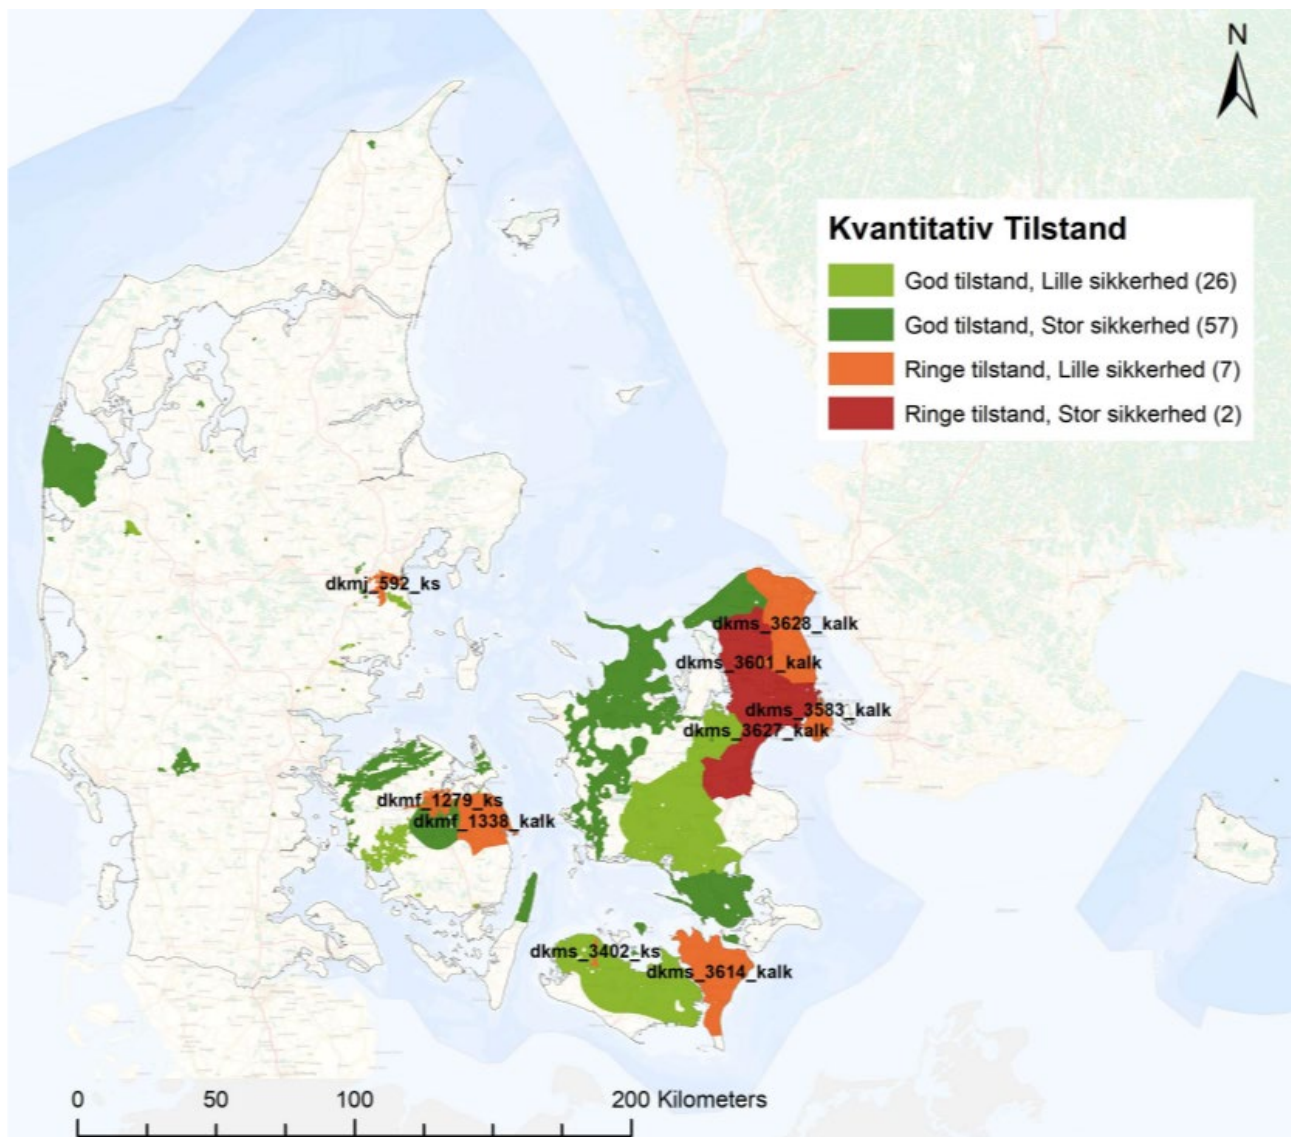 N
Kvantitativ Tilstand
God tilstand, Lille sikkerhed (26)
God tilstand, Stor sikkerhed (57)
Ringe tilstand, Lille sikkerhed (7)
Ringe tilstand, Stor sikkerhed (2)
dkmj_592_ks
dkms_3628_kalk
dkms_3601_kalk
dkms_3583_kalk
dkms_3627_kalk
dkmf_1279_ks
dkmf_1338_kalk
dkms_3402_ks
dkms_3614_kalk
0 50 100 200 Kilometers